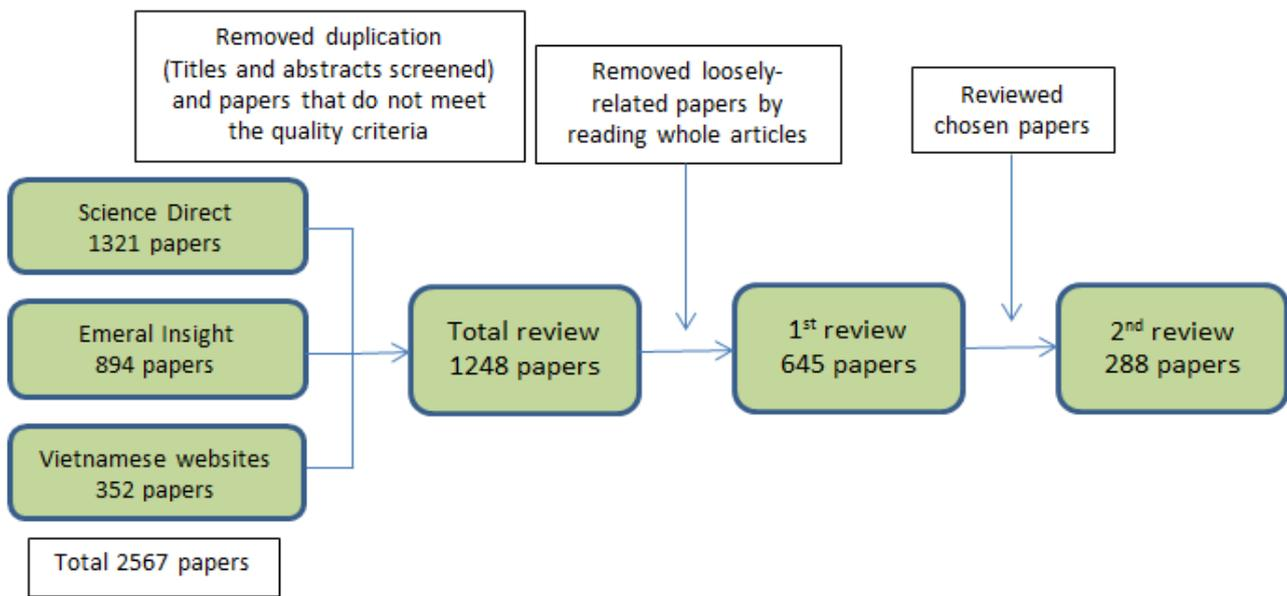 Removed duplication
(Titles and abstracts screened)
and papers that do not meet
the quality criteria
Removed loosely-
related papers by
reading whole articles
Reviewed
chosen papers
Science Direct
1321 papers
Emeral Insight
894 papers
Vietnamese websites
352 papers
Total review
1248 papers
1st review
645 papers
2nd review
288 papers
Total 2567 papers